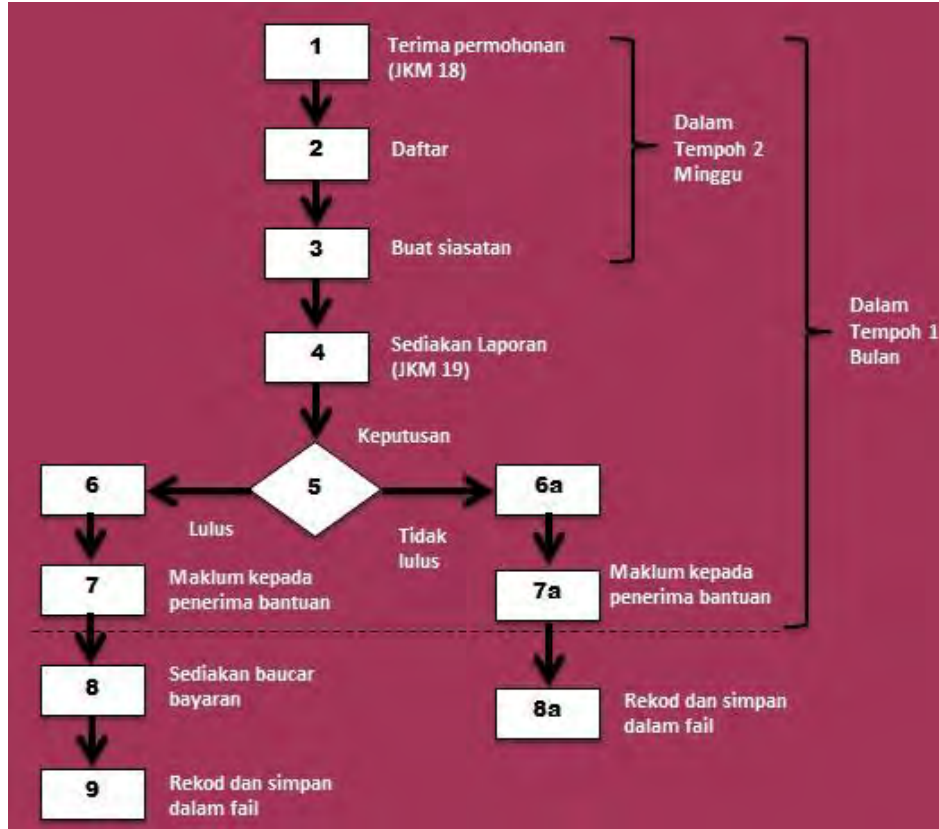 1
Terima permohonan
(JKM 18)
2
Daftar
3
Buat siasatan
Dalam
Tempoh 2
Minggu
4
Sediakan Laporan
(JKM 19)
Dalam
Tempoh 1
Bulan
Keputusan
5
6
Lulus
Tidak
lulus
6a
7
Maklum kepada
penerima bantuan
7a
Maklum kepada
penerima bantuan
8
Sediakan baucar
bayaran
8a
Rekod dan simpan
dalam fail
9
Rekod dan simpan
dalam fail